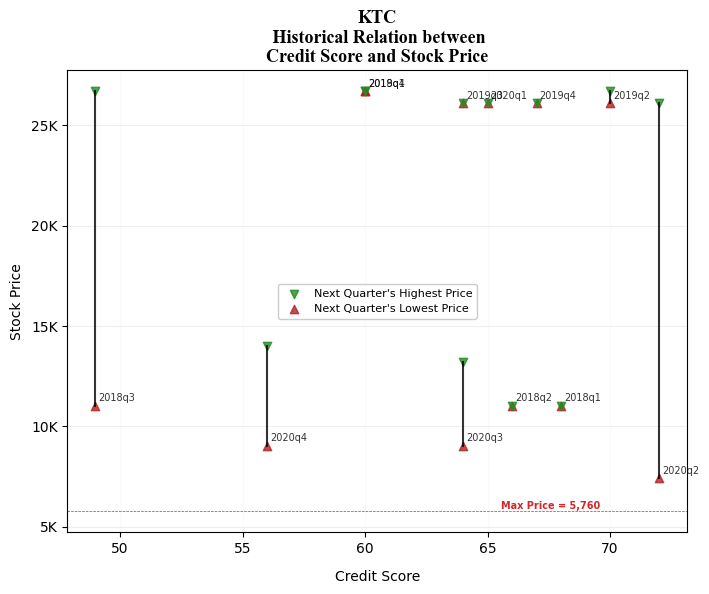 KTC
Historical Relation between
Credit Score and Stock Price
Stock Price
25K
20K
15K
10K
5K
2019q3
2020q1
2019q4
2019q2
Next Quarter's Highest Price
Next Quarter's Lowest Price
2018q3
2018q2
2018q1
2020q4
2020q3
2020q2
Max Price = 5,760
50
55
60
65
70
Credit Score